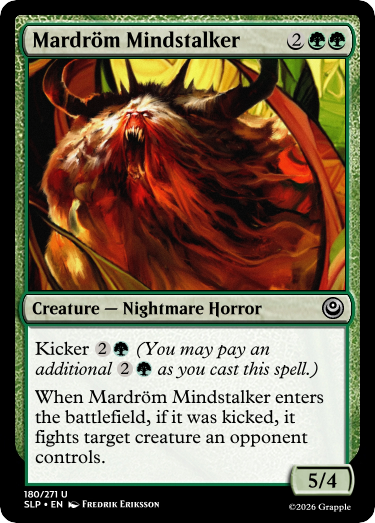 Mardröm Mindstalker 2
Creature — Nightmare Horror
Kicker 2 (You may pay an
additional 2 as you cast this spell.)
When Mardröm Mindstalker enters
the battlefield, if it was kicked, it
fights target creature an opponent
controls.
5/4
180/271 U
SLP • EN Fredrik Eriksson
©2026 Grapple